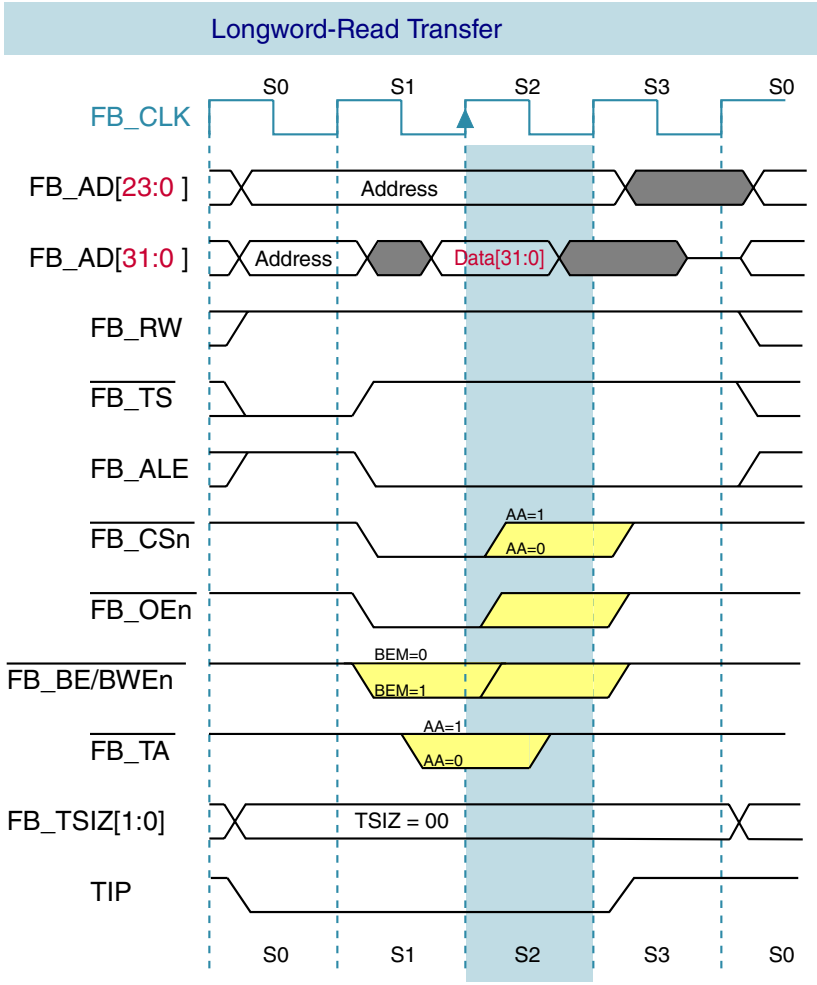 Longword-Read Transfer
S0 S1 S2 S3 S0
FB_CLK
FB_AD[23:0 ] Address
FB_AD[31:0 ] Address Data[31:0]
FB_RW
FB_TS
FB_ALE
AA=1
FB_CSn AA=0
FB_OEn
BEM=0
FB_BE/BWEn BEM=1
AA=1
FB_TA AA=0
FB_TSIZ[1:0] TSIZ = 00
TIP
S0 S1 S2 S3 S0